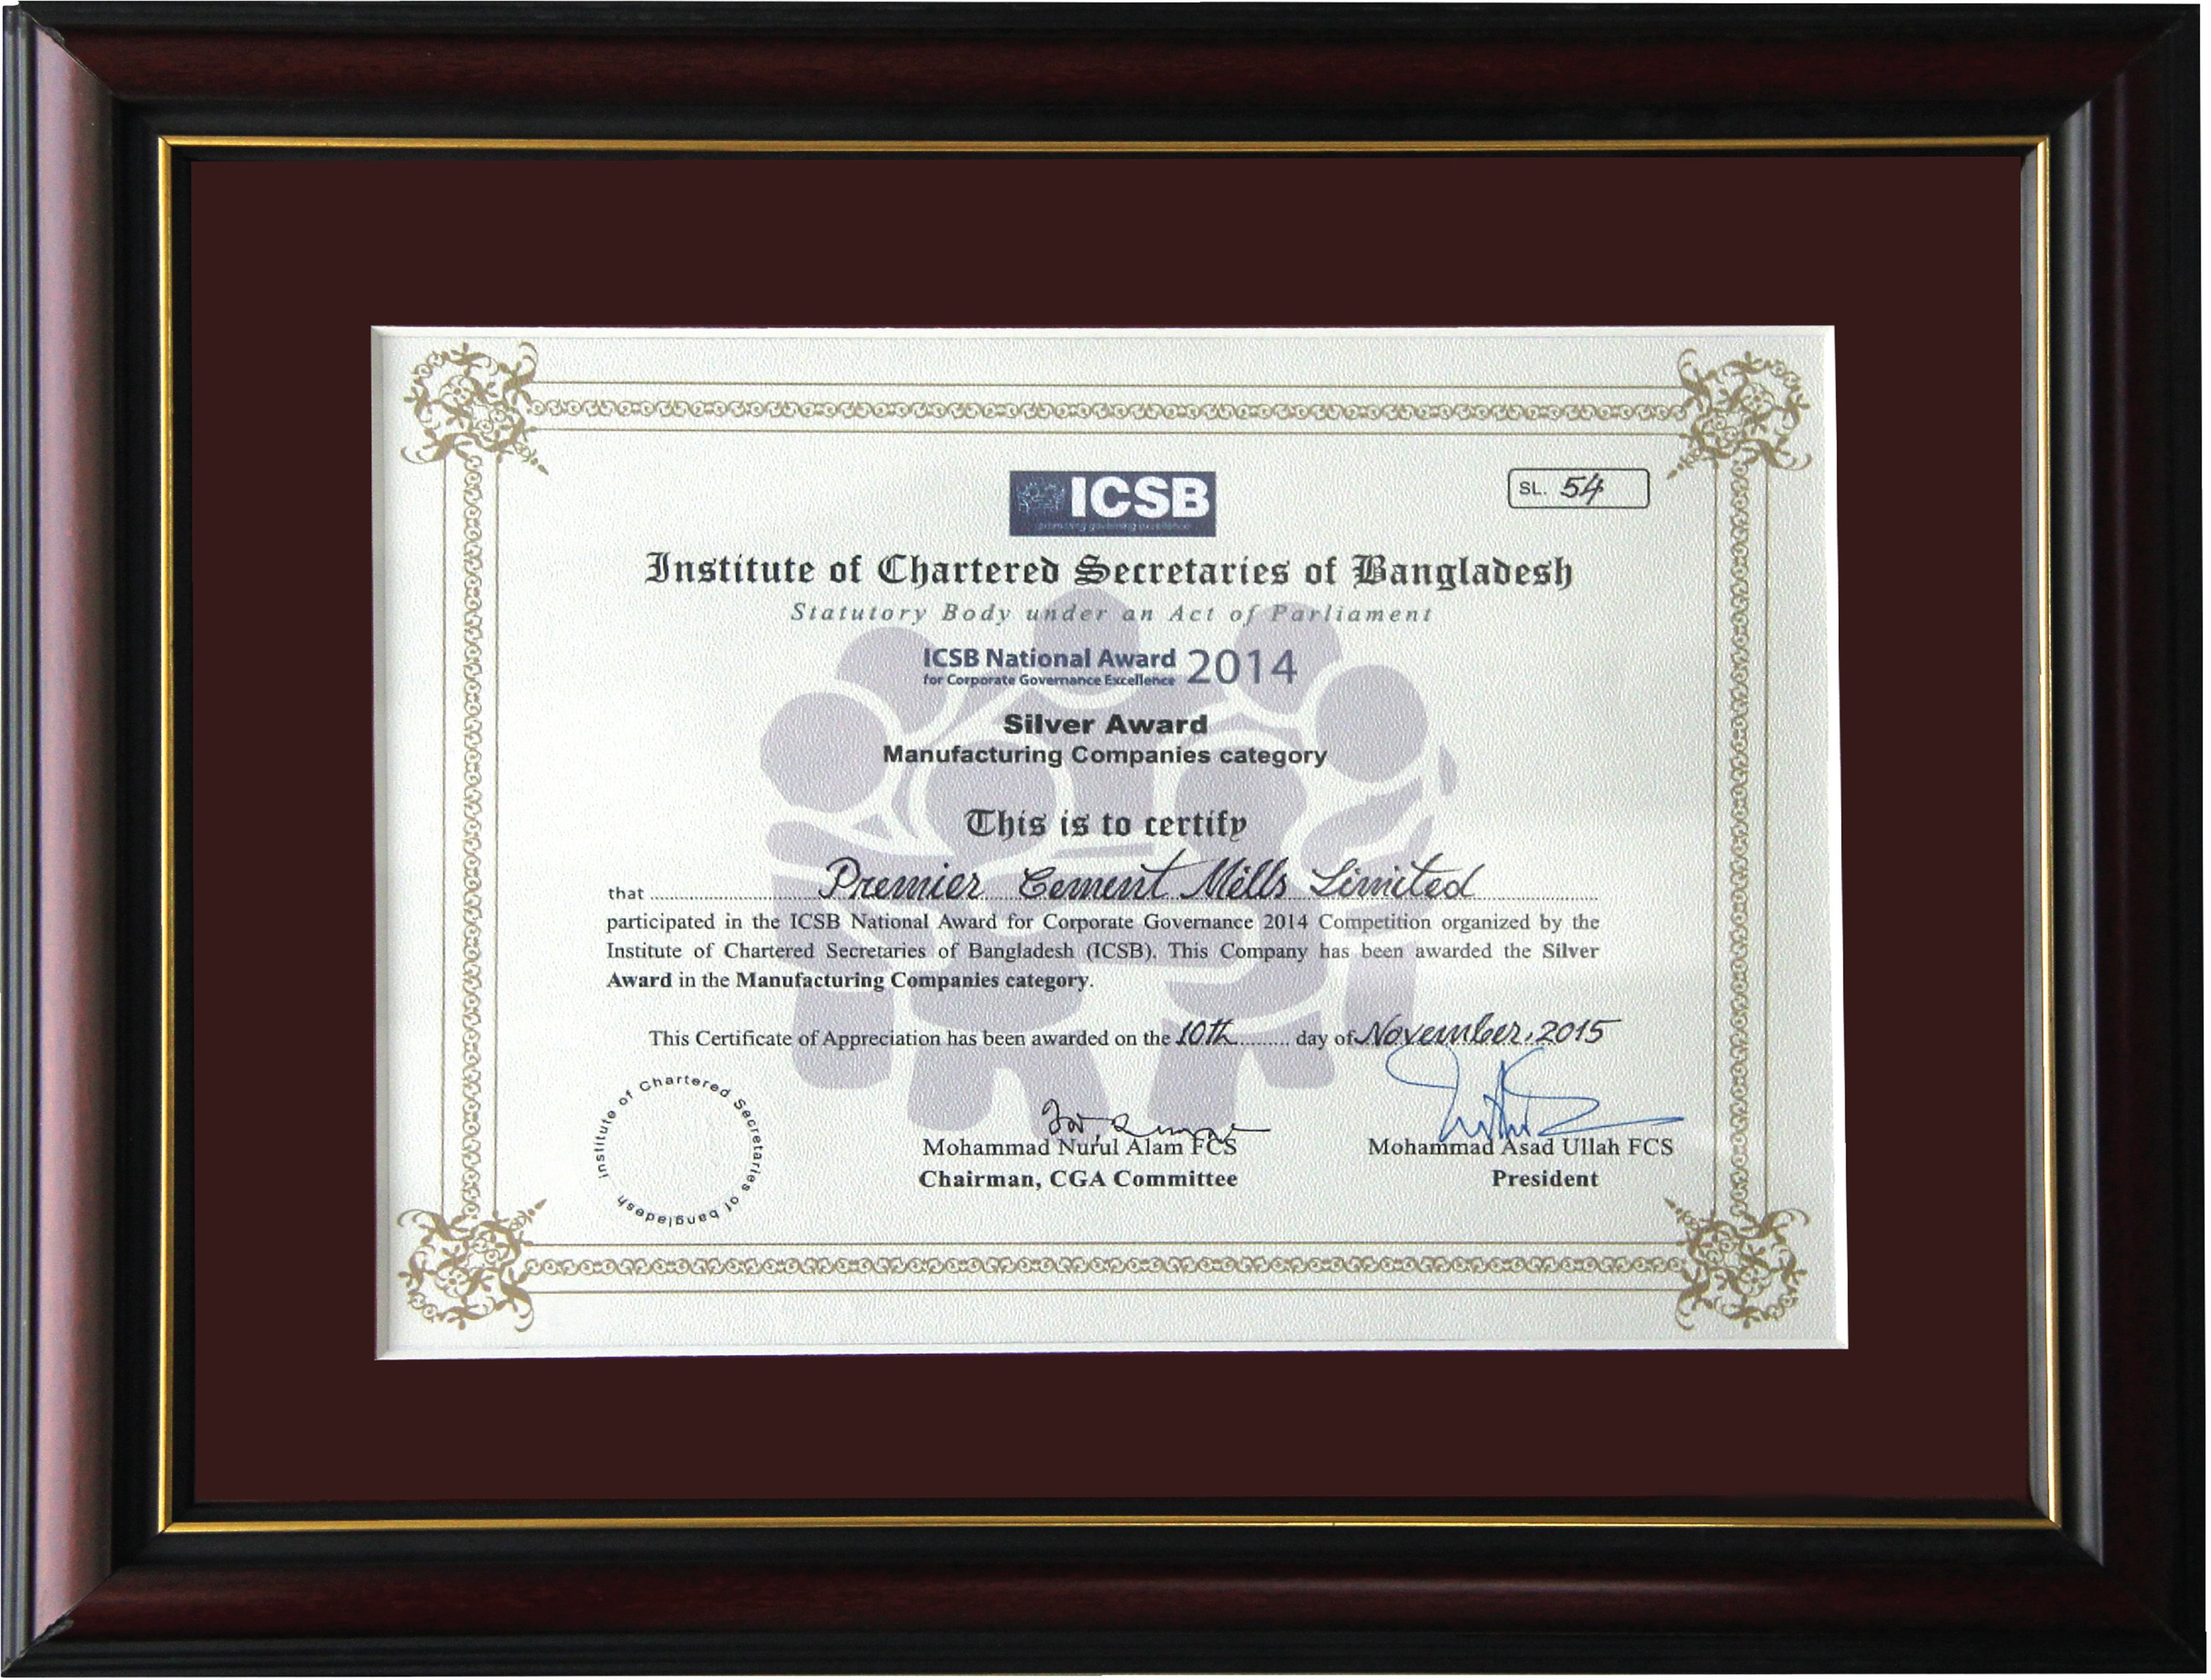 ICSB
promoting governing excellence
SL. 54
Institute of Chartered Secretaries of Bangladesh
Statutory Body under an Act of Parliament
ICSB National Award 2014
for Corporate Governance Excellence
Silver Award
Manufacturing Companies category
This is to certify
that Premier Cement Mills Limited
participated in the ICSB National Award for Corporate Governance 2014 Competition organized by the
Institute of Chartered Secretaries of Bangladesh (ICSB). This Company has been awarded the Silver
Award in the Manufacturing Companies category.
This Certificate of Appreciation has been awarded on the 10th day of November, 2015
institute of Chartered Secretaries of bangladesh
Mohammad Nurul Alam FCS
Chairman, CGA Committee
Mohammad Asad Ullah FCS
President